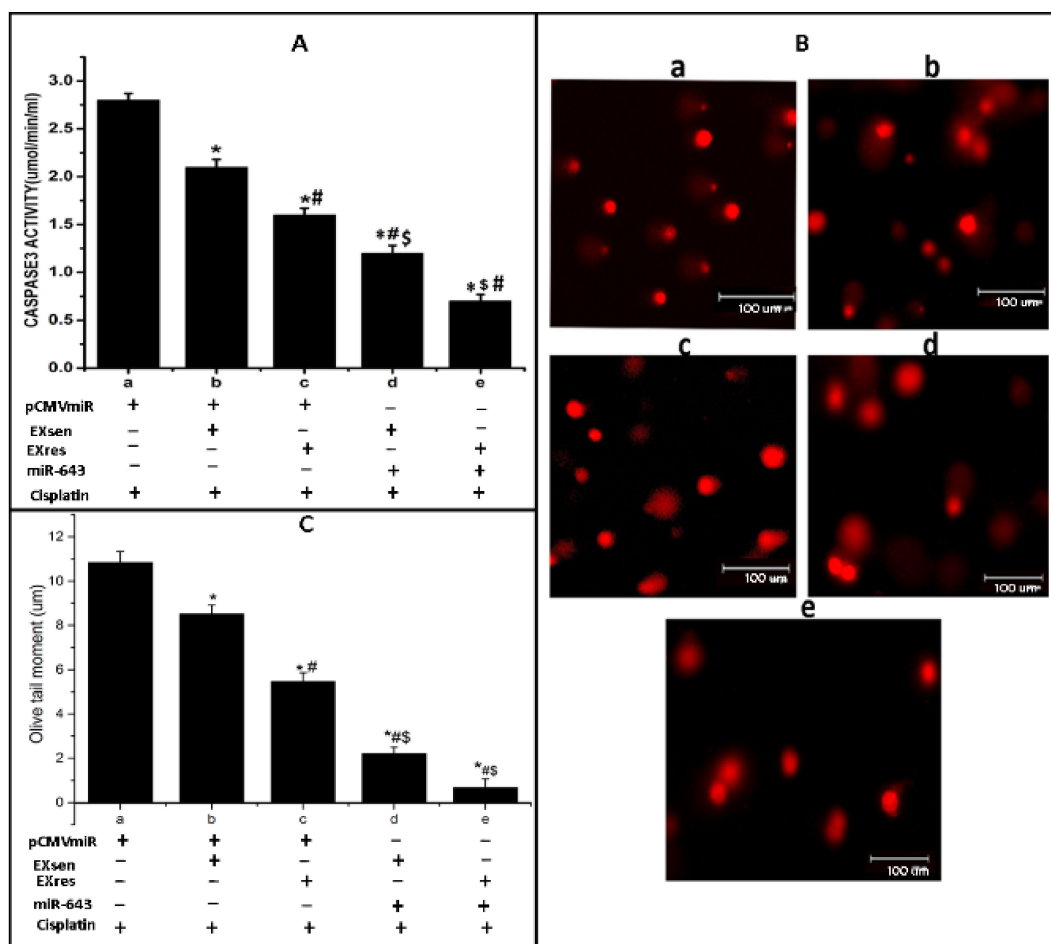 A
CASPASE3 ACTIVITY(umol/min/ml)
3.0
2.5
2.0
1.5
1.0
0.5
0.0
*
*#
*#$
*$#
a b c d e
pCMVmiR + + + – –
EXsen – + – + –
EXres – – + – +
miR-643 – – – + +
Cisplatin + + + + +
B
a
100 um
b
100 um
c
100 um
d
100 um
e
100 um
C
Olive tail moment (um)
12
10
8
6
4
2
0
*
*#
*#$
*#$
a b c d e
pCMVmiR + + + – –
EXsen – + – + –
EXres – – + – +
miR-643 – – – + +
Cisplatin + + + + +